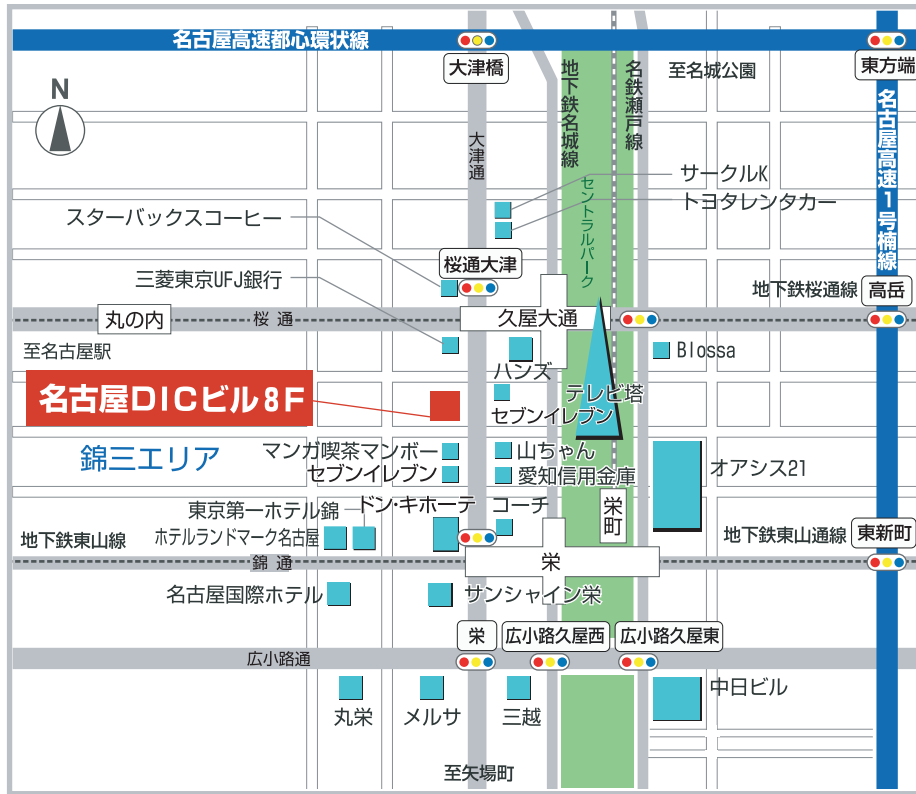 名古屋高速都心環状線
大津橋
東方端
N
地下鉄名城線
名鉄瀬戸線
至名城公園
名古屋高速1号楠線
大津通
セントラルパーク
サークルK
トヨタレンタカー
スターバックスコーヒー
桜通大津
三菱東京UFJ銀行
地下鉄桜通線
高岳
丸の内
桜通
久屋大通
至名古屋駅
ハンズ
Blossa
名古屋DICビル8F
テレビ塔
セブンイレブン
錦三エリア
マンガ喫茶マンボー
山ちゃん
セブンイレブン
愛知信用金庫
オアシス21
東京第一ホテル錦
ドン・キホーテ
コーチ
栄町
地下鉄東山線
ホテルランドマーク名古屋
地下鉄東山通線
東新町
錦通
栄
名古屋国際ホテル
サンシャイン栄
栄
広小路久屋西
広小路久屋東
広小路通
丸栄
メルサ
三越
中日ビル
至矢場町